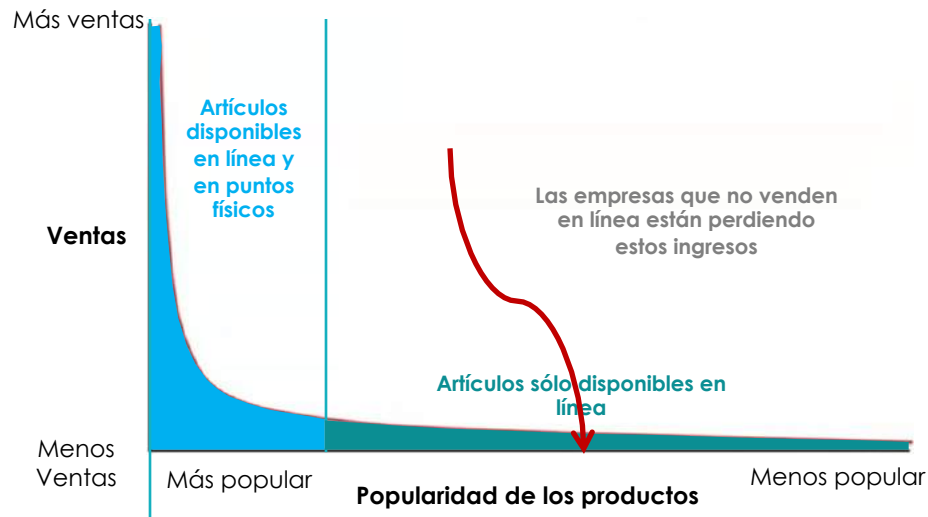 Más ventas
Artículos
disponibles
en línea y
en puntos
físicos
Las empresas que no venden
en línea están perdiendo
estos ingresos
Ventas
Artículos sólo disponibles en
línea
Menos
Ventas
Más popular
Menos popular
Popularidad de los productos